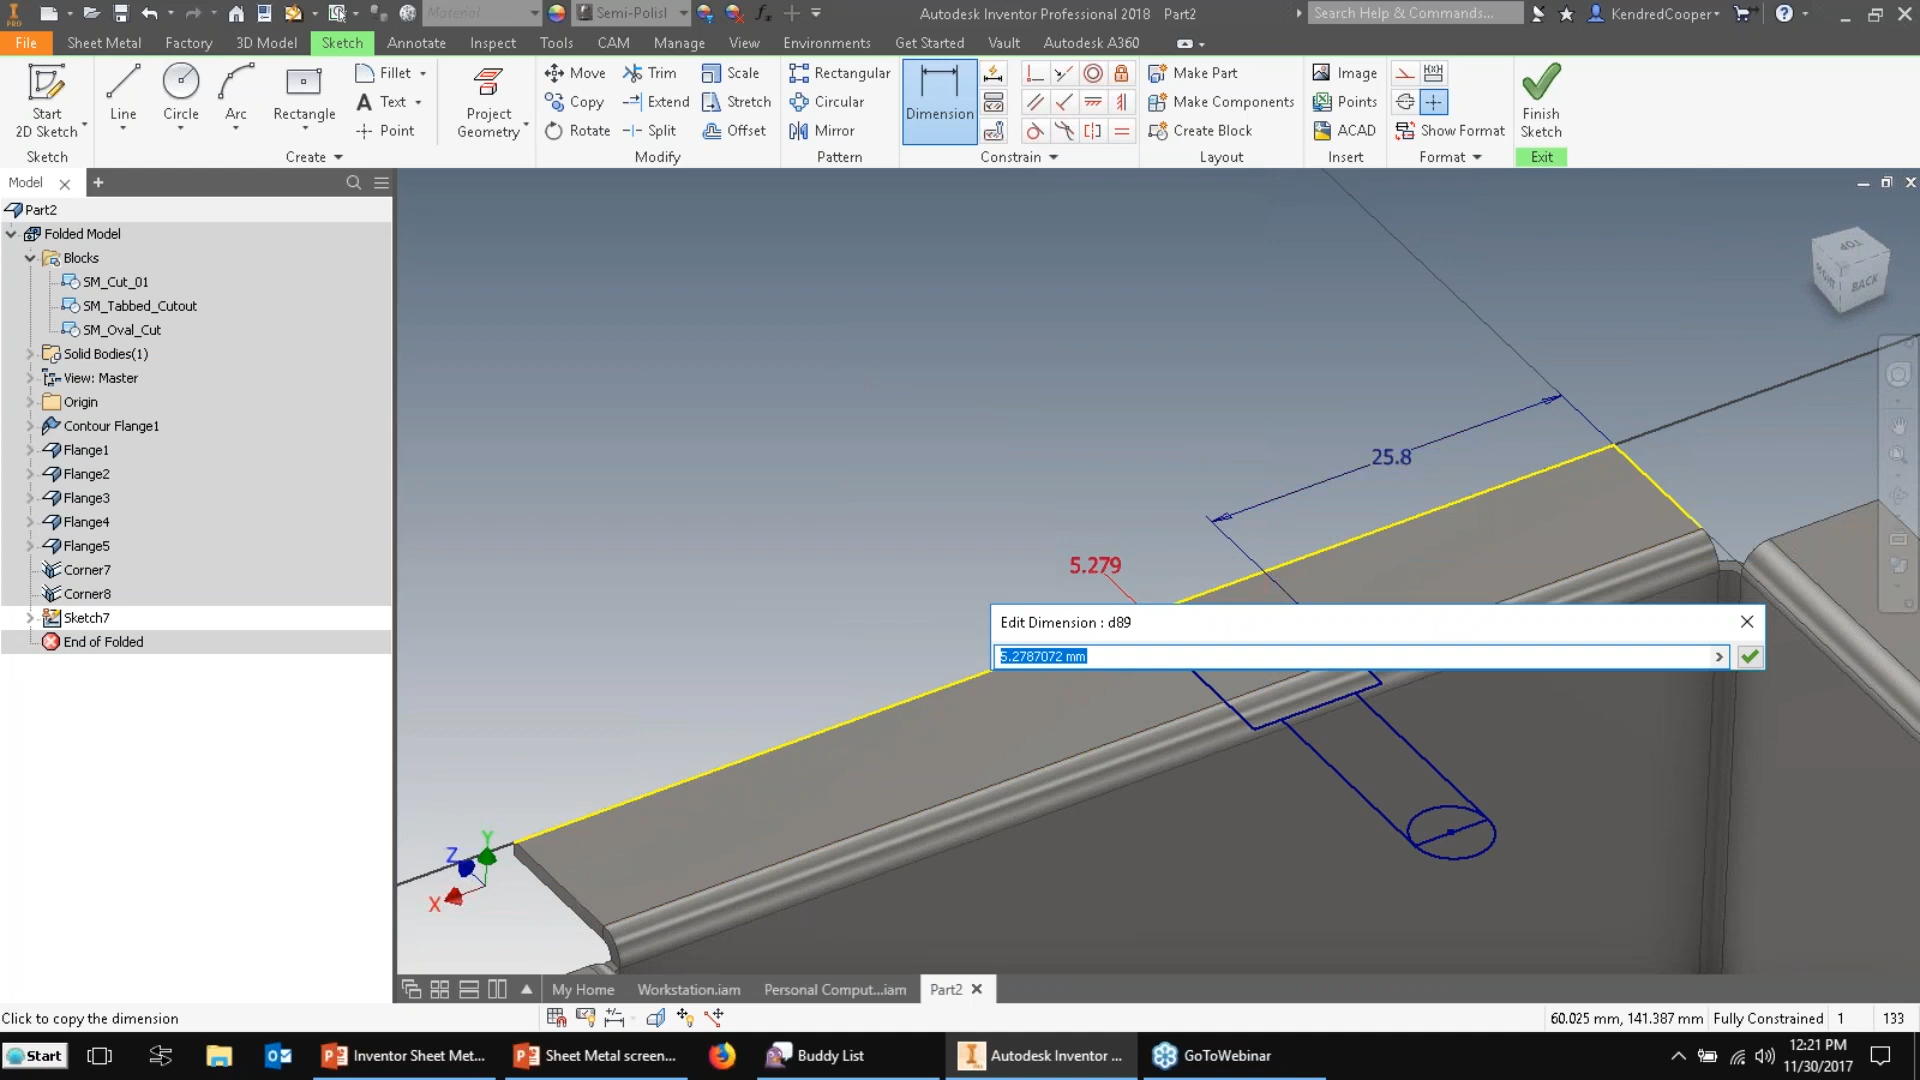 PRO
Material
Semi-Polisl
fx
Autodesk Inventor Professional 2018 Part2
Search Help & Commands...
KendredCooper
File
Sheet Metal
Factory
3D Model
Sketch
Annotate
Inspect
Tools
CAM
Manage
View
Environments
Get Started
Vault
Autodesk A360
Start
2D Sketch
Line
Circle
Arc
Rectangle
Fillet
Text
Point
Project
Geometry
Move
Copy
Rotate
Trim
Extend
Split
Scale
Stretch
Offset
Rectangular
Circular
Mirror
Dimension
Make Part
Make Components
Create Block
Image
Points
ACAD
Show Format
Finish
Sketch
Sketch
Create
Modify
Pattern
Constrain
Layout
Insert
Format
Exit
Model
Part2
Folded Model
Blocks
SM_Cut_01
SM_Tabbed_Cutout
SM_Oval_Cut
Solid Bodies(1)
View: Master
Origin
Contour Flange1
Flange1
Flange2
Flange3
Flange4
Flange5
Corner7
Corner8
Sketch7
End of Folded
TOP
BACK
25.8
5.279
Edit Dimension : d89
5.2787072 mm
Y
Z
X
My Home
Workstation.iam
Personal Comput...iam
Part2
Click to copy the dimension
60.025 mm, 141.387 mm
Fully Constrained
1
133
Start
Inventor Sheet Met...
Sheet Metal screen...
Buddy List
Autodesk Inventor ...
GoToWebinar
12:21 PM
11/30/2017